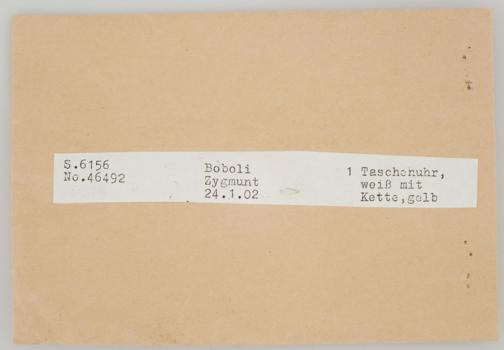 S.6156
No.46492
Boboli
Zygmunt
24.1.02
1 Taschenuhr,
weiß mit
Kette,gelb